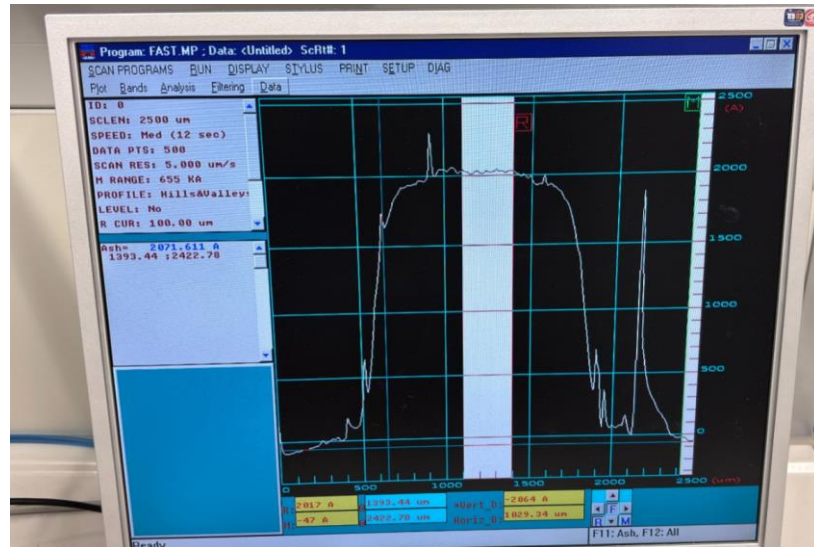 Program: FAST.MP ; Data: <Untitled> ScRt#: 1
SCAN PROGRAMS RUN DISPLAY STYLUS PRINT SETUP DIAG
Plot Bands Analysis Filtering Data
ID: 0
SCLEN: 2500 um
SPEED: Med (12 sec)
DATA PTS: 500
SCAN RES: 5.000 um/s
M RANGE: 655 KA
PROFILE: Hills&Valleys
LEVEL: No
R CUR: 100.00 um
Ash= 2071.611 A
1393.44 ;2422.78
M
2500
(A)
R
2000
1500
1000
500
0
0 500 1000 1500 2000 2500 (um)
R: 2017 A 1393.44 um *Vert_D: -2064 A
M: -47 A 2422.78 um Horiz_D: 1029.34 um
F
R M
F11: Ash, F12: All
Ready